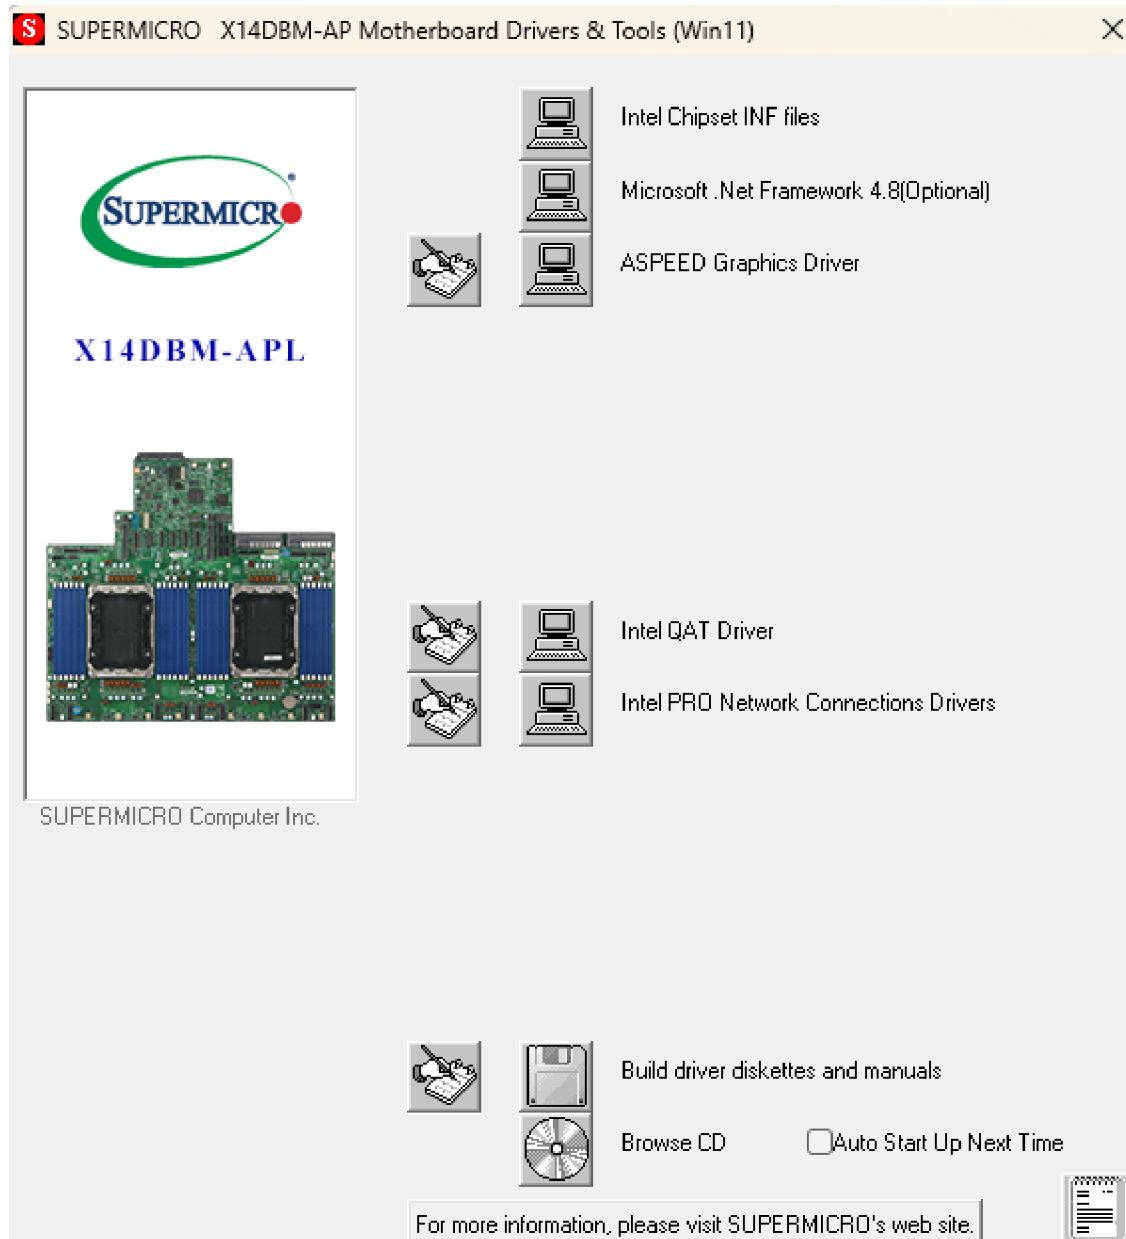 S SUPERMICRO X14DBM-AP Motherboard Drivers & Tools (Win11)
SUPERMICR
X14DBM-APL
SUPERMICRO Computer Inc.
Intel Chipset INF files
Microsoft .Net Framework 4.8(Optional)
ASPEED Graphics Driver
Intel QAT Driver
Intel PRO Network Connections Drivers
Build driver diskettes and manuals
Browse CD
Auto Start Up Next Time
For more information, please visit SUPERMICRO's web site.